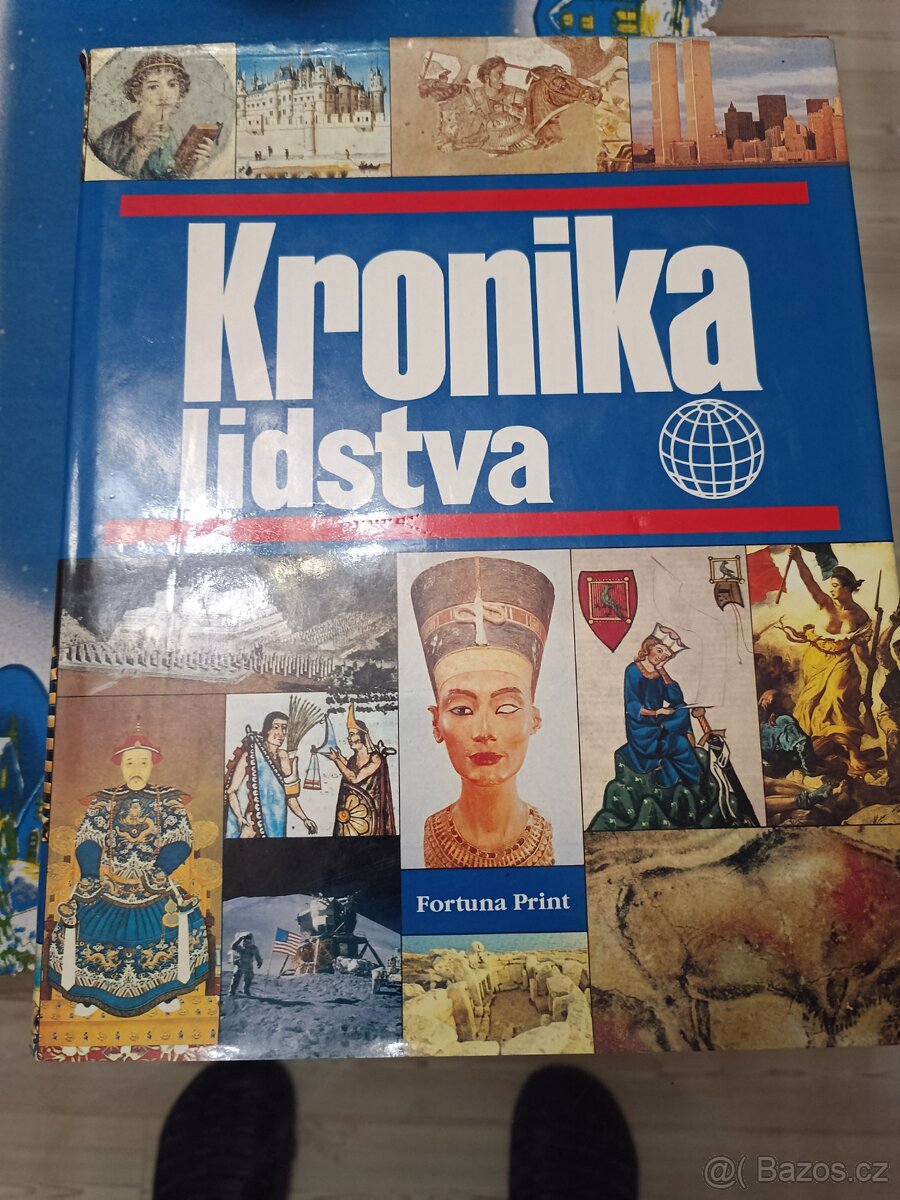 Kronika
lidstva
Fortuna Print
@( Bazos.cz